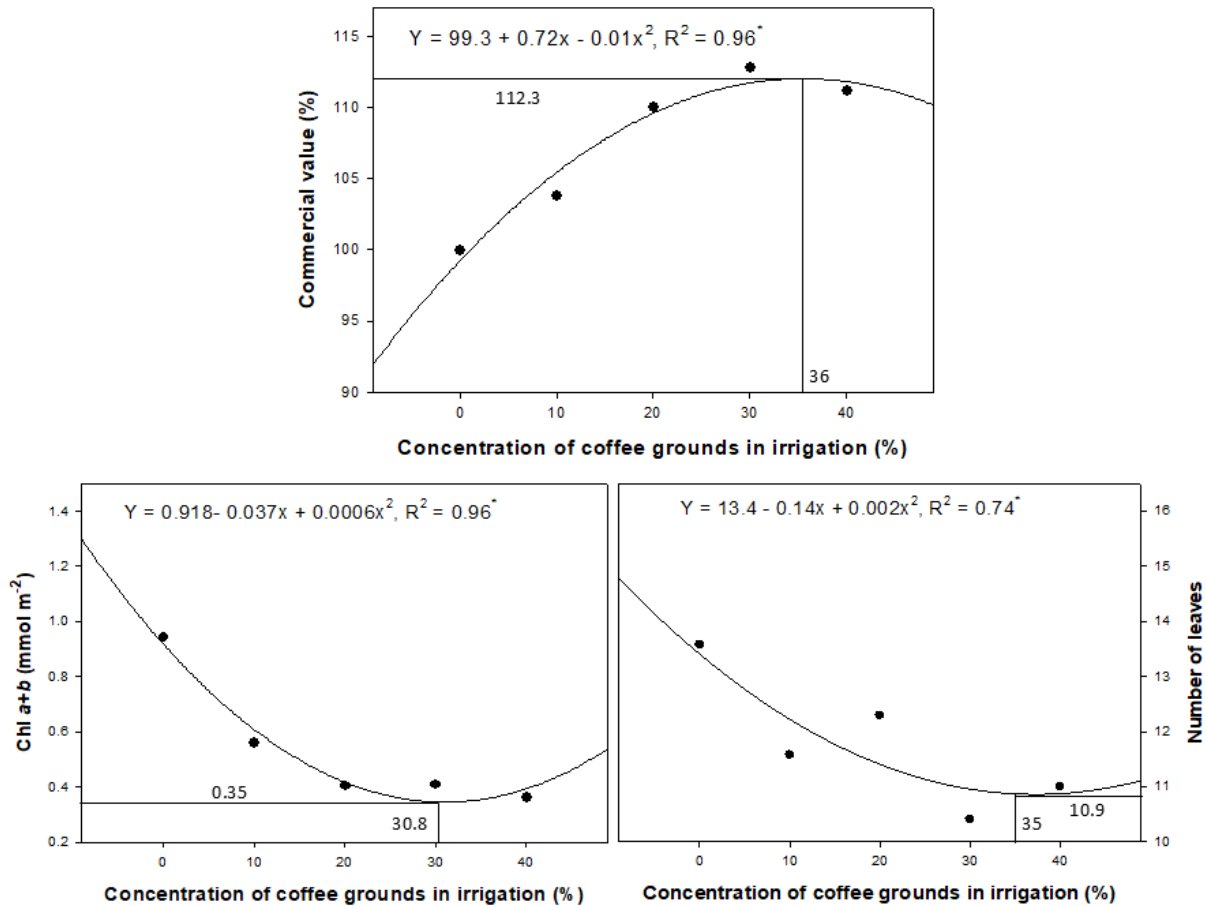 Y = 99.3 + 0.72x - 0.01x², R² = 0.96*
115
110
105
100
95
90
Commercial value (%)
112.3
36
0 10 20 30 40
Concentration of coffee grounds in irrigation (%)
Y = 0.918- 0.037x + 0.0006x², R² = 0.96*
1.4
1.2
1.0
0.8
0.6
0.4
0.2
Chl a+b (mmol m⁻²)
0.35
30.8
0 10 20 30 40
Concentration of coffee grounds in irrigation (%)
Y = 13.4 - 0.14x + 0.002x², R² = 0.74*
16
15
14
13
12
11
10
Number of leaves
10.9
35
0 10 20 30 40
Concentration of coffee grounds in irrigation (%)